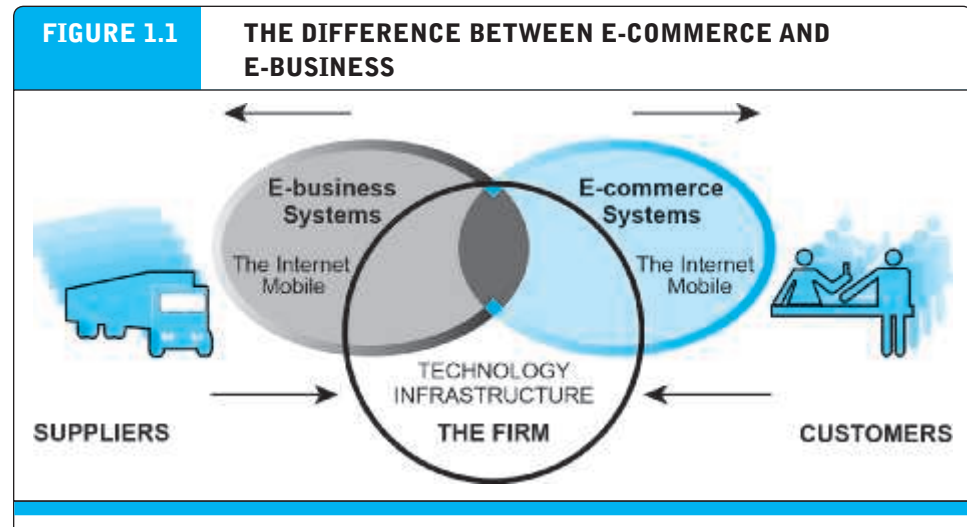 FIGURE 1.1
THE DIFFERENCE BETWEEN E-COMMERCE AND
E-BUSINESS
E-business
Systems
The Internet
Mobile
E-commerce
Systems
The Internet
Mobile
TECHNOLOGY
INFRASTRUCTURE
THE FIRM
SUPPLIERS
CUSTOMERS